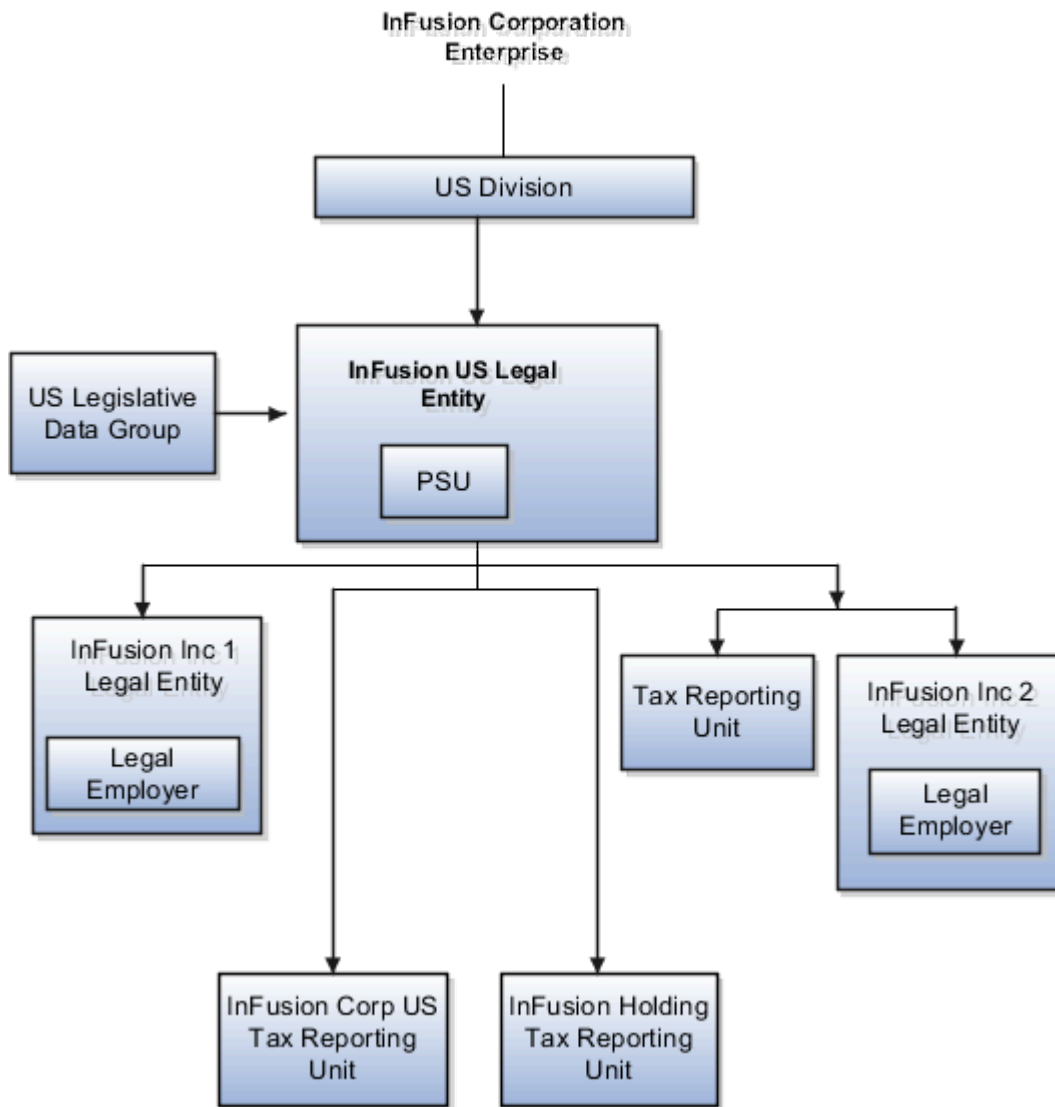 InFusion Corporation
Enterprise
US Division
InFusion US Legal
Entity
US Legislative
Data Group
PSU
InFusion Inc 1
Legal Entity
Legal
Employer
Tax Reporting
Unit
InFusion Inc 2
Legal Entity
Legal
Employer
InFusion Corp US
Tax Reporting
Unit
InFusion Holding
Tax Reporting
Unit